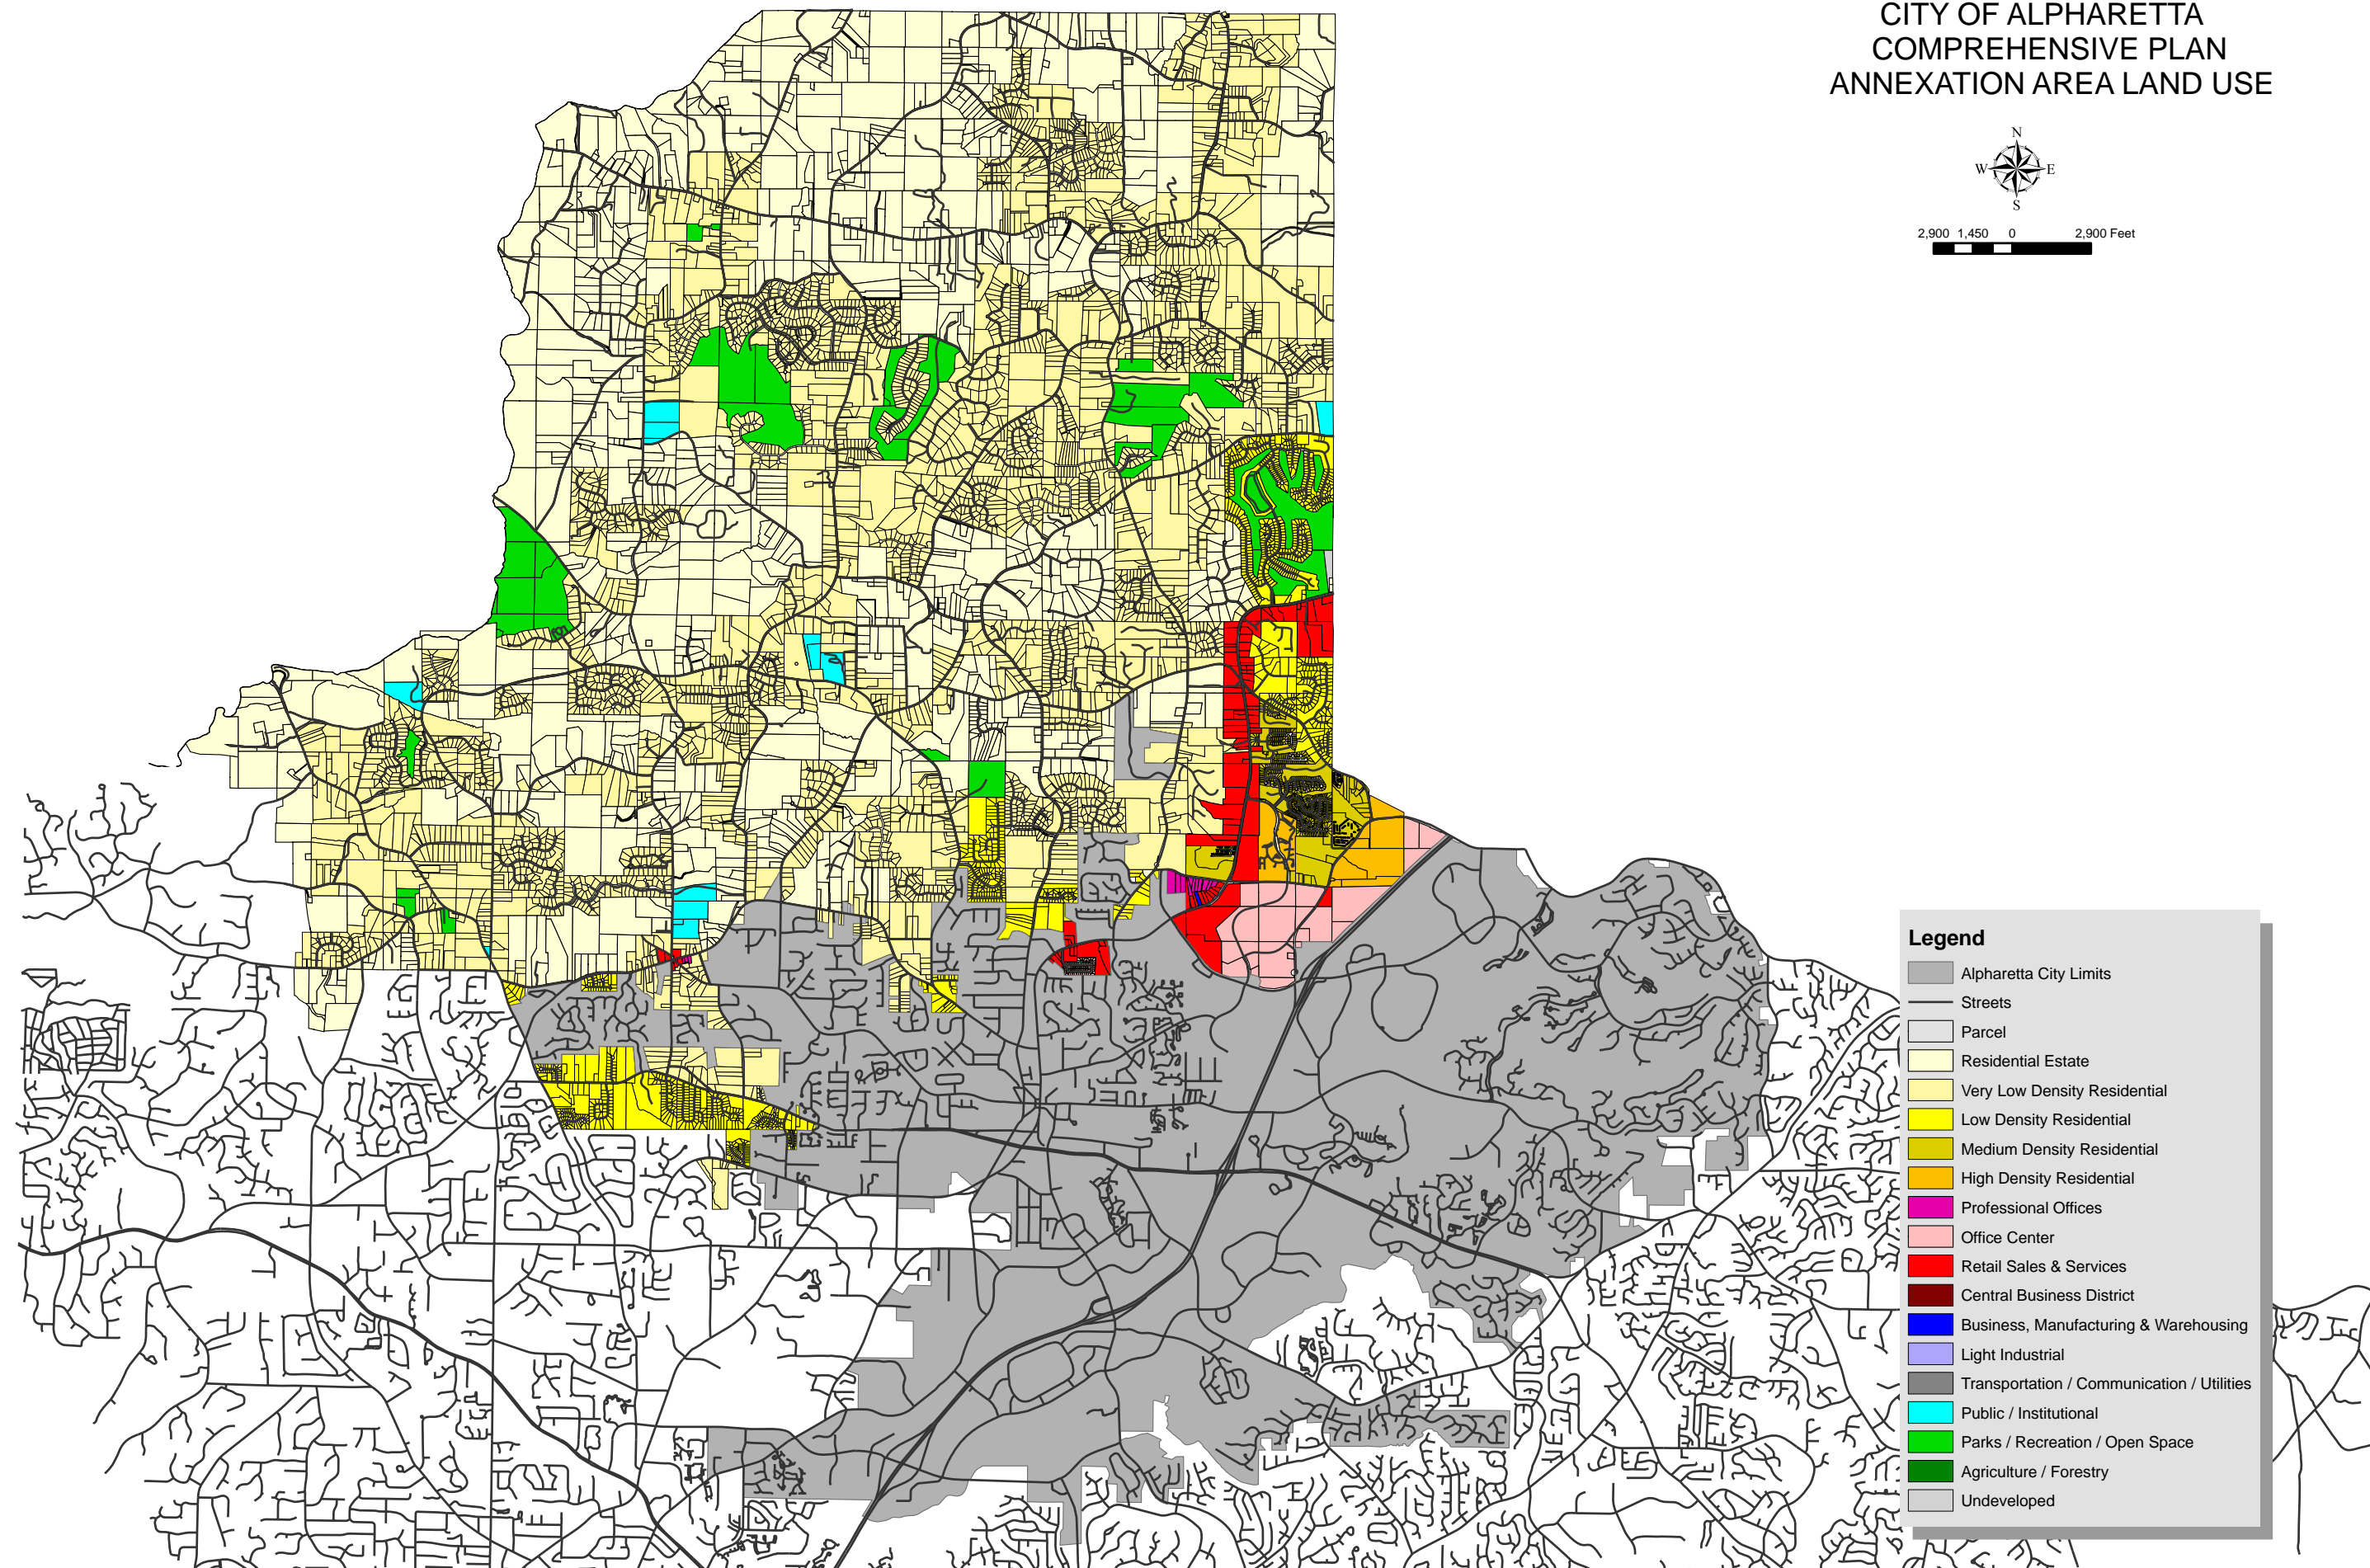 CITY OF ALPHARETTA
COMPREHENSIVE PLAN
ANNEXATION AREA LAND USE
N
W E
S
2,900 1,450 0 2,900 Feet
Legend
Alpharetta City Limits
Streets
Parcel
Residential Estate
Very Low Density Residential
Low Density Residential
Medium Density Residential
High Density Residential
Professional Offices
Office Center
Retail Sales & Services
Central Business District
Business, Manufacturing & Warehousing
Light Industrial
Transportation / Communication / Utilities
Public / Institutional
Parks / Recreation / Open Space
Agriculture / Forestry
Undeveloped